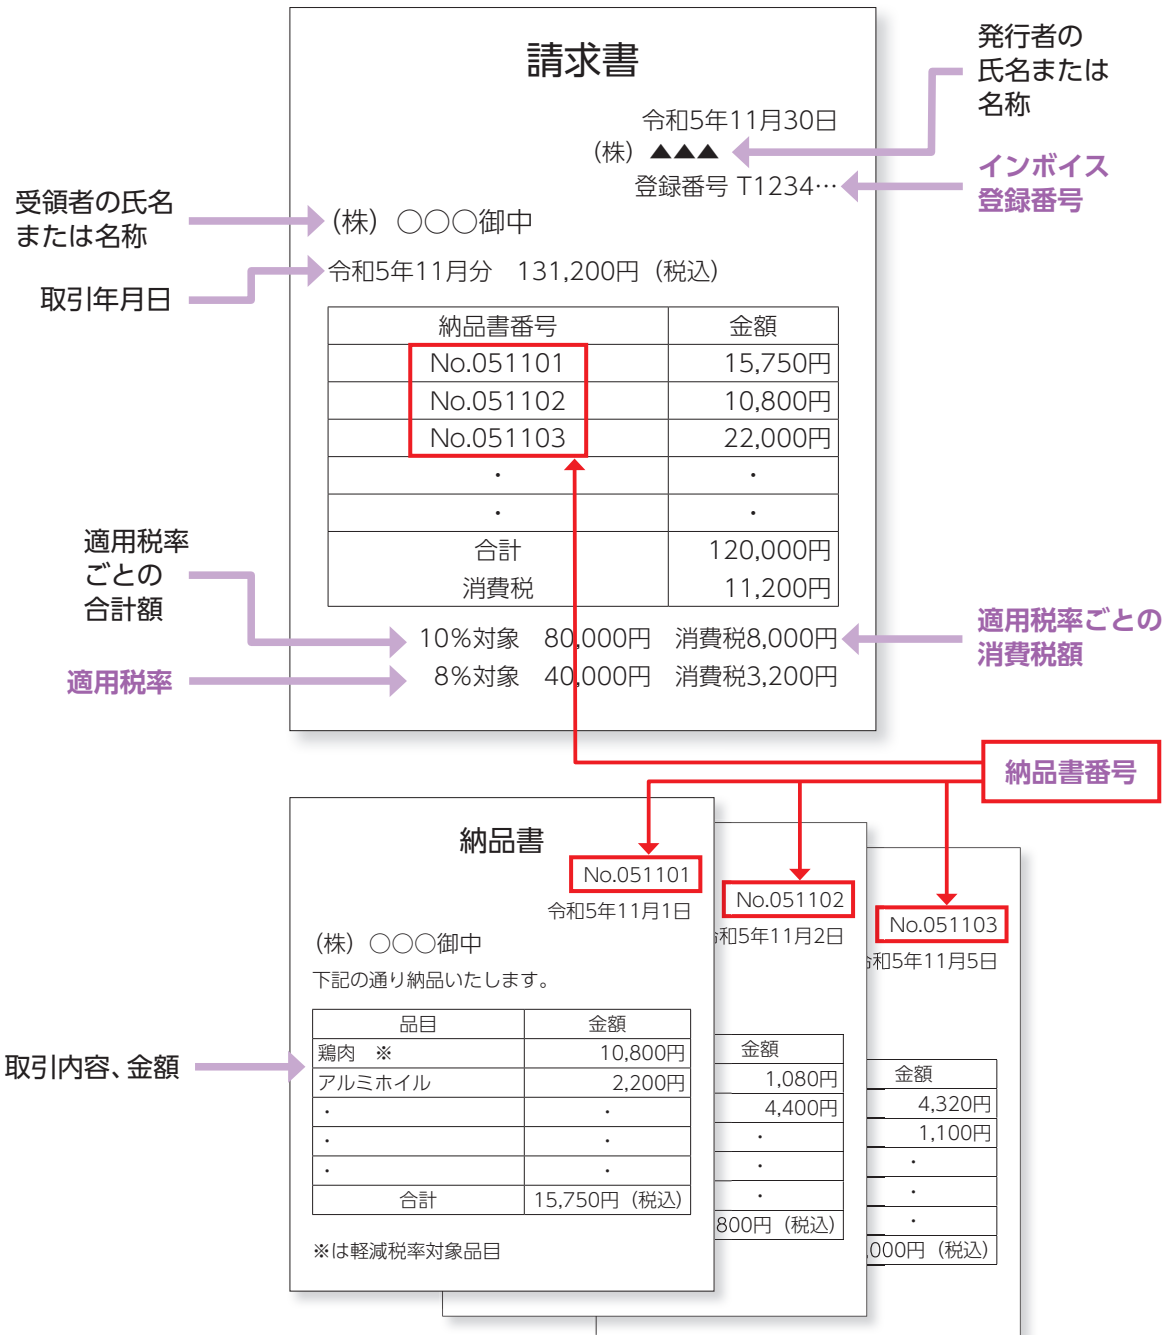 請求書
令和5年11月30日
(株) ▲▲▲
登録番号 T1234…
(株) ○○○御中
令和5年11月分 131,200円(税込)
納品書番号 金額
No.051101 15,750円
No.051102 10,800円
No.051103 22,000円
・ ・
・ ・
合計 120,000円
消費税 11,200円
10%対象 80,000円 消費税8,000円
8%対象 40,000円 消費税3,200円
発行者の
氏名または
名称
インボイス
登録番号
受領者の氏名
または名称
取引年月日
適用税率
ごとの
合計額
適用税率
適用税率ごとの
消費税額
納品書番号
納品書
No.051101
令和5年11月1日
(株) ○○○御中
下記の通り納品いたします。
品目 金額
鶏肉 ※ 10,800円
アルミホイル 2,200円
・ ・
・ ・
・ ・
合計 15,750円(税込)
※は軽減税率対象品目
取引内容、金額
No.051102
和5年11月2日
金額
1,080円
4,400円
・
・
・
800円(税込)
No.051103
和5年11月5日
金額
4,320円
1,100円
・
・
・
,000円(税込)